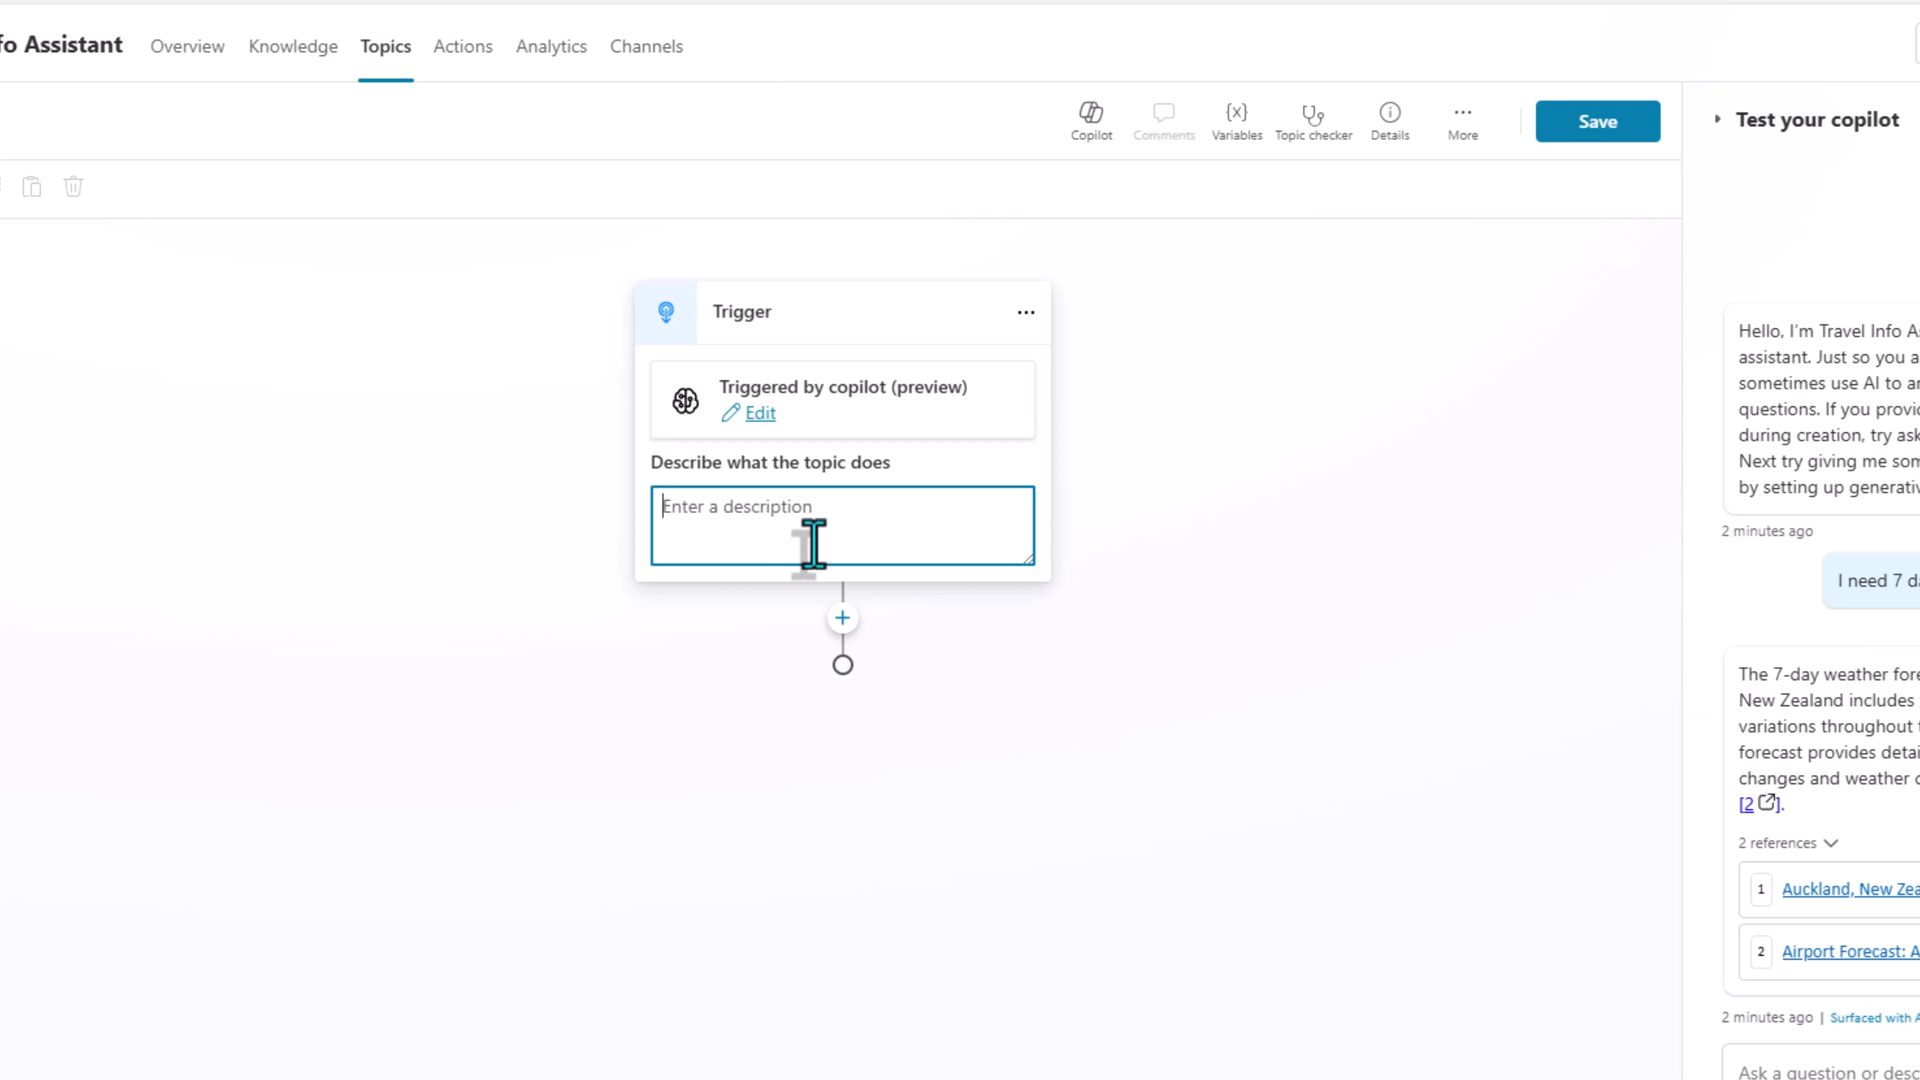 fo Assistant Overview Knowledge Topics Actions Analytics Channels
Copilot Comments Variables Topic checker Details More Save
Test your copilot
Trigger
Triggered by copilot (preview)
Edit
Describe what the topic does
Enter a description
Hello, I'm Travel Info A
assistant. Just so you a
sometimes use AI to a
questions. If you provi
during creation, try ask
Next try giving me som
by setting up generativ
2 minutes ago
I need 7 d
The 7-day weather fore
New Zealand includes
variations throughout t
forecast provides detai
changes and weather c
[2].
2 references
1 Auckland, New Zea
2 Airport Forecast: A
2 minutes ago | Surfaced with A
Ask a question or desc